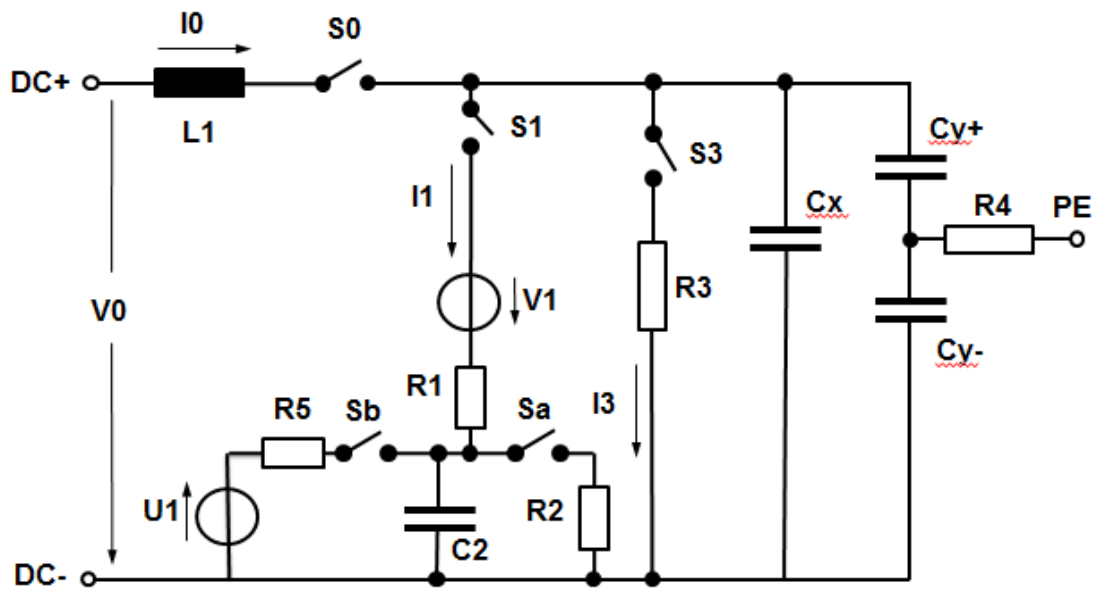 I0
S0
DC+
L1
S1
Cy+
S3
I1
Cx
R4
PE
V0
V1
R3
Cy-
R1
I3
R5
Sb
Sa
U1
C2
R2
DC-